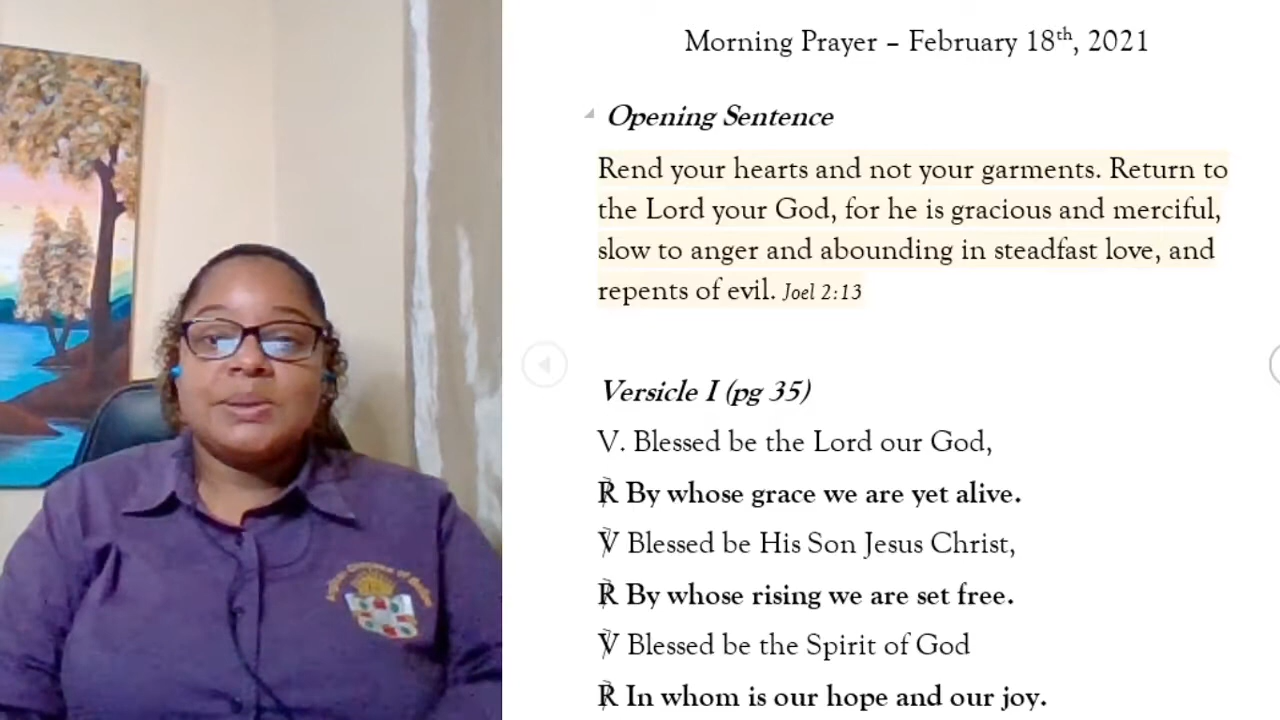 Morning Prayer – February 18th, 2021
Opening Sentence
Rend your hearts and not your garments. Return to
the Lord your God, for he is gracious and merciful,
slow to anger and abounding in steadfast love, and
repents of evil. Joel 2:13
Versicle I (pg 35)
V. Blessed be the Lord our God,
℟ By whose grace we are yet alive.
℣ Blessed be His Son Jesus Christ,
℟ By whose rising we are set free.
℣ Blessed be the Spirit of God
℟ In whom is our hope and our joy.